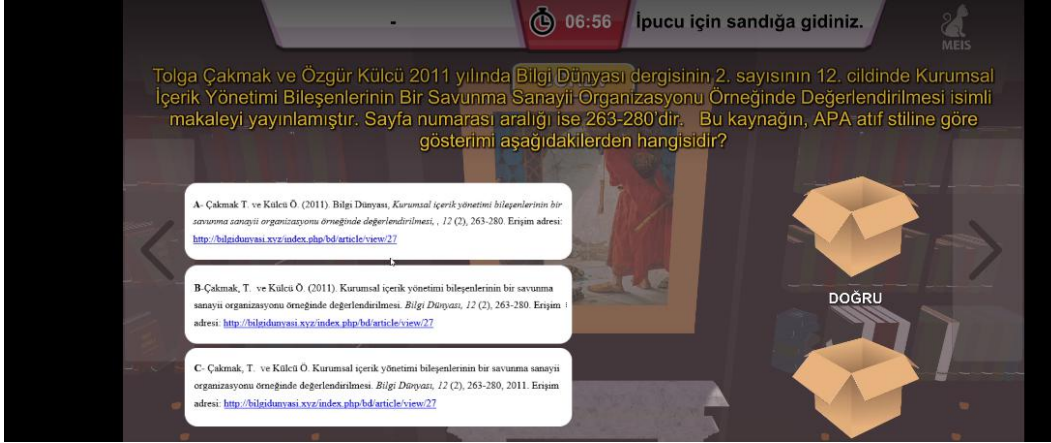 -
06:56
İpucu için sandığa gidiniz.
MEIS
Tolga Çakmak ve Özgür Külcü 2011 yılında Bilgi Dünyası dergisinin 2. sayısının 12. cildinde Kurumsal
İçerik Yönetimi Bileşenlerinin Bir Savunma Sanayii Organizasyonu Örneğinde Değerlendirilmesi isimli
makaleyi yayınlamıştır. Sayfa numarası aralığı ise 263-280'dir. Bu kaynağın, APA atıf stiline göre
gösterimi aşağıdakilerden hangisidir?
A- Çakmak T. ve Külcü Ö. (2011). Bilgi Dünyası, Kurumsal içerik yönetimi bileşenlerinin bir
savunma sanayii organizasyonu örneğinde değerlendirilmesi, , 12 (2), 263-280. Erişim adresi:
http://bilgidunyasi.xyz/index.php/bd/article/view/27
B-Çakmak, T. ve Külcü Ö. (2011). Kurumsal içerik yönetimi bileşenlerinin bir savunma
sanayii organizasyonu örneğinde değerlendirilmesi. Bilgi Dünyası, 12 (2), 263-280. Erişim
adresi: http://bilgidunyasi.xyz/index.php/bd/article/view/27
C- Çakmak, T. ve Külcü Ö. Kurumsal içerik yönetimi bileşenlerinin bir savunma sanayii
organizasyonu örneğinde değerlendirilmesi. Bilgi Dünyası, 12 (2), 263-280, 2011. Erişim
adresi: http://bilgidunyasi.xyz/index.php/bd/article/view/27
DOĞRU